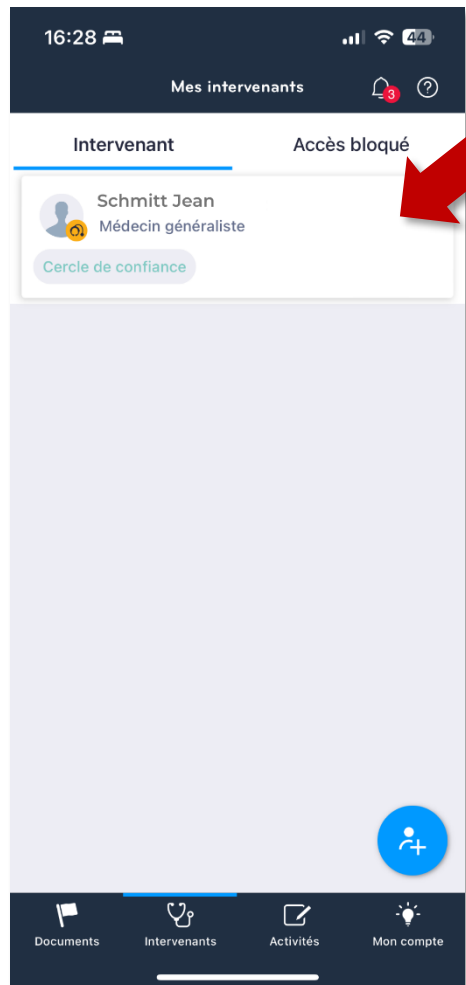 16:28
44
Mes intervenants
3
?
Intervenant
Accès bloqué
Schmitt Jean
Médecin généraliste
Cercle de confiance
Documents
Intervenants
Activités
Mon compte